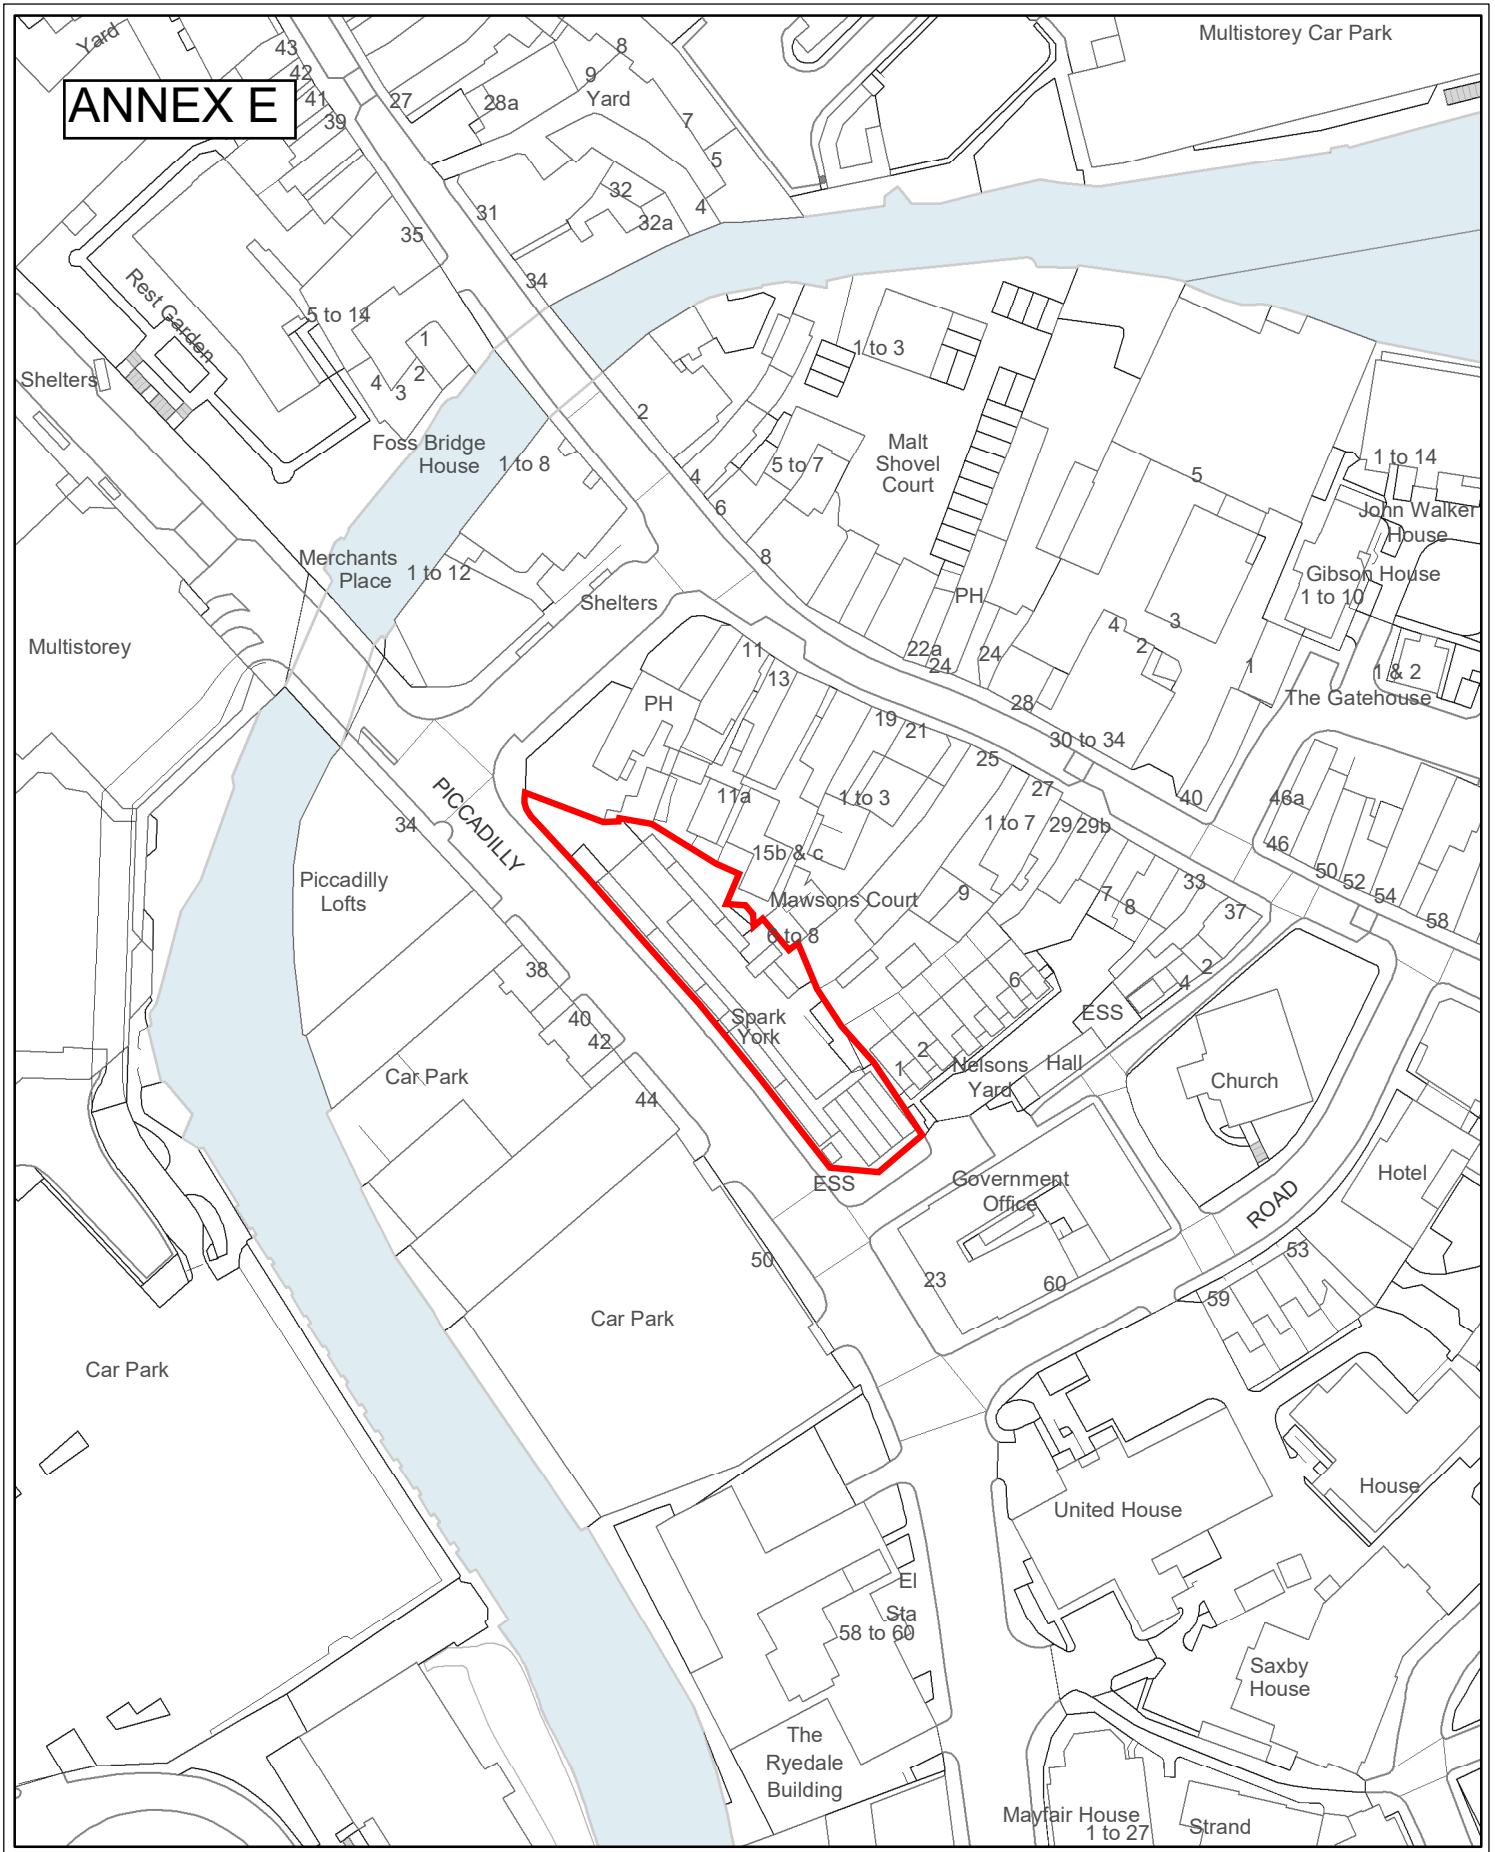 Yard
43
42
41
39
ANNEX E
27
28a
8
9
Yard
7
5
4
Multistorey Car Park
31
32
32a
35
34
Rest Garden
5 to 14
1
2
3
4
Shelters
Foss Bridge
House
1 to 8
2
4
6
8
1 to 3
5 to 7
Malt
Shovel
Court
5
1 to 14
John Walker
House
Gibson House
1 to 10
Merchants
Place
1 to 12
Shelters
PH
22a
24
24
4
3
2
1
1 & 2
The Gatehouse
Multistorey
11
13
PH
19
21
28
30 to 34
25
27
40
46a
46
50
52
54
58
PICCADILLY
34
11a
1 to 3
1 to 7
29
29b
15b & c
Mawsons Court
9
7
8
33
37
6 to 8
Piccadilly
Lofts
38
40
42
44
Spark
York
6
2
4
ESS
1
2
Nelsons
Yard
Hall
Church
Car Park
ESS
Government
Office
ROAD
Hotel
50
23
60
53
59
Car Park
Car Park
United House
House
El
Sta
58 to 60
Saxby
House
The
Ryedale
Building
Mayfair House
1 to 27
Strand